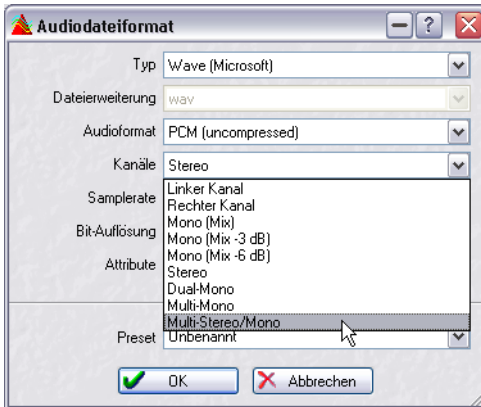 Audiodateiformat
Typ Wave (Microsoft)
Dateierweiterung wav
Audioformat PCM (uncompressed)
Kanäle Stereo
Samplerate
Bit-Auflösung
Attribute
Linker Kanal
Rechter Kanal
Mono (Mix)
Mono (Mix -3 dB)
Mono (Mix -6 dB)
Stereo
Dual-Mono
Multi-Mono
Multi-Stereo/Mono
Preset Unbenannt
OK Abbrechen